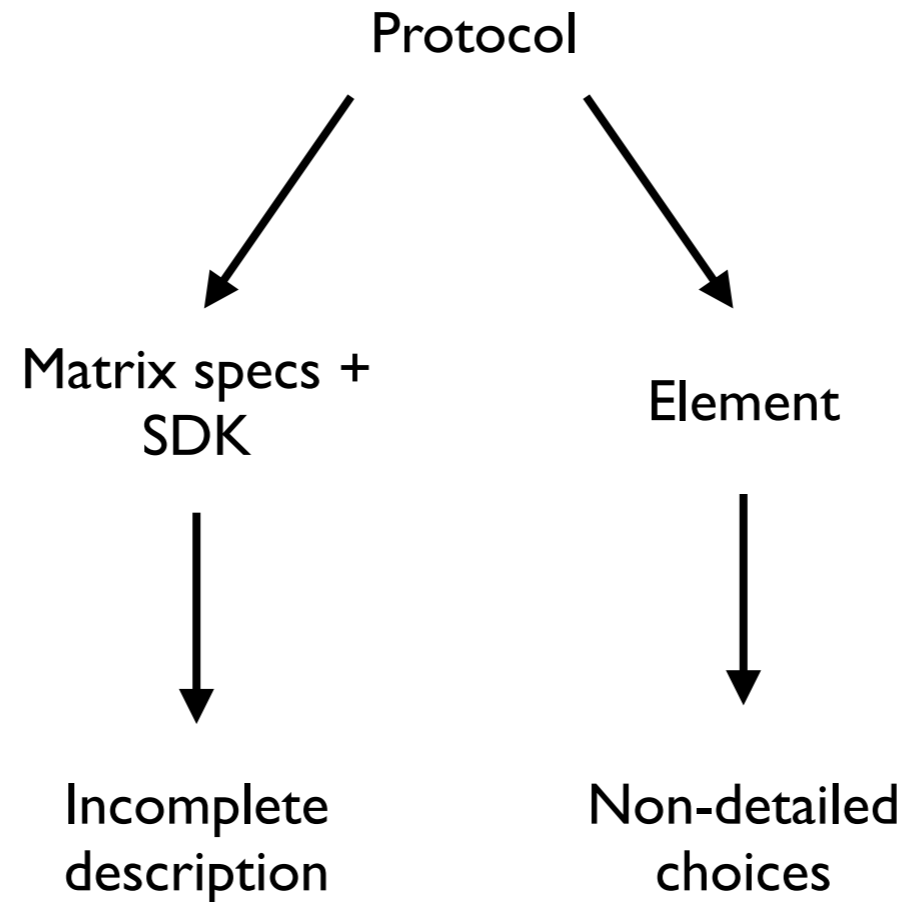 Protocol
Matrix specs +
SDK
Element
Incomplete
description
Non-detailed
choices